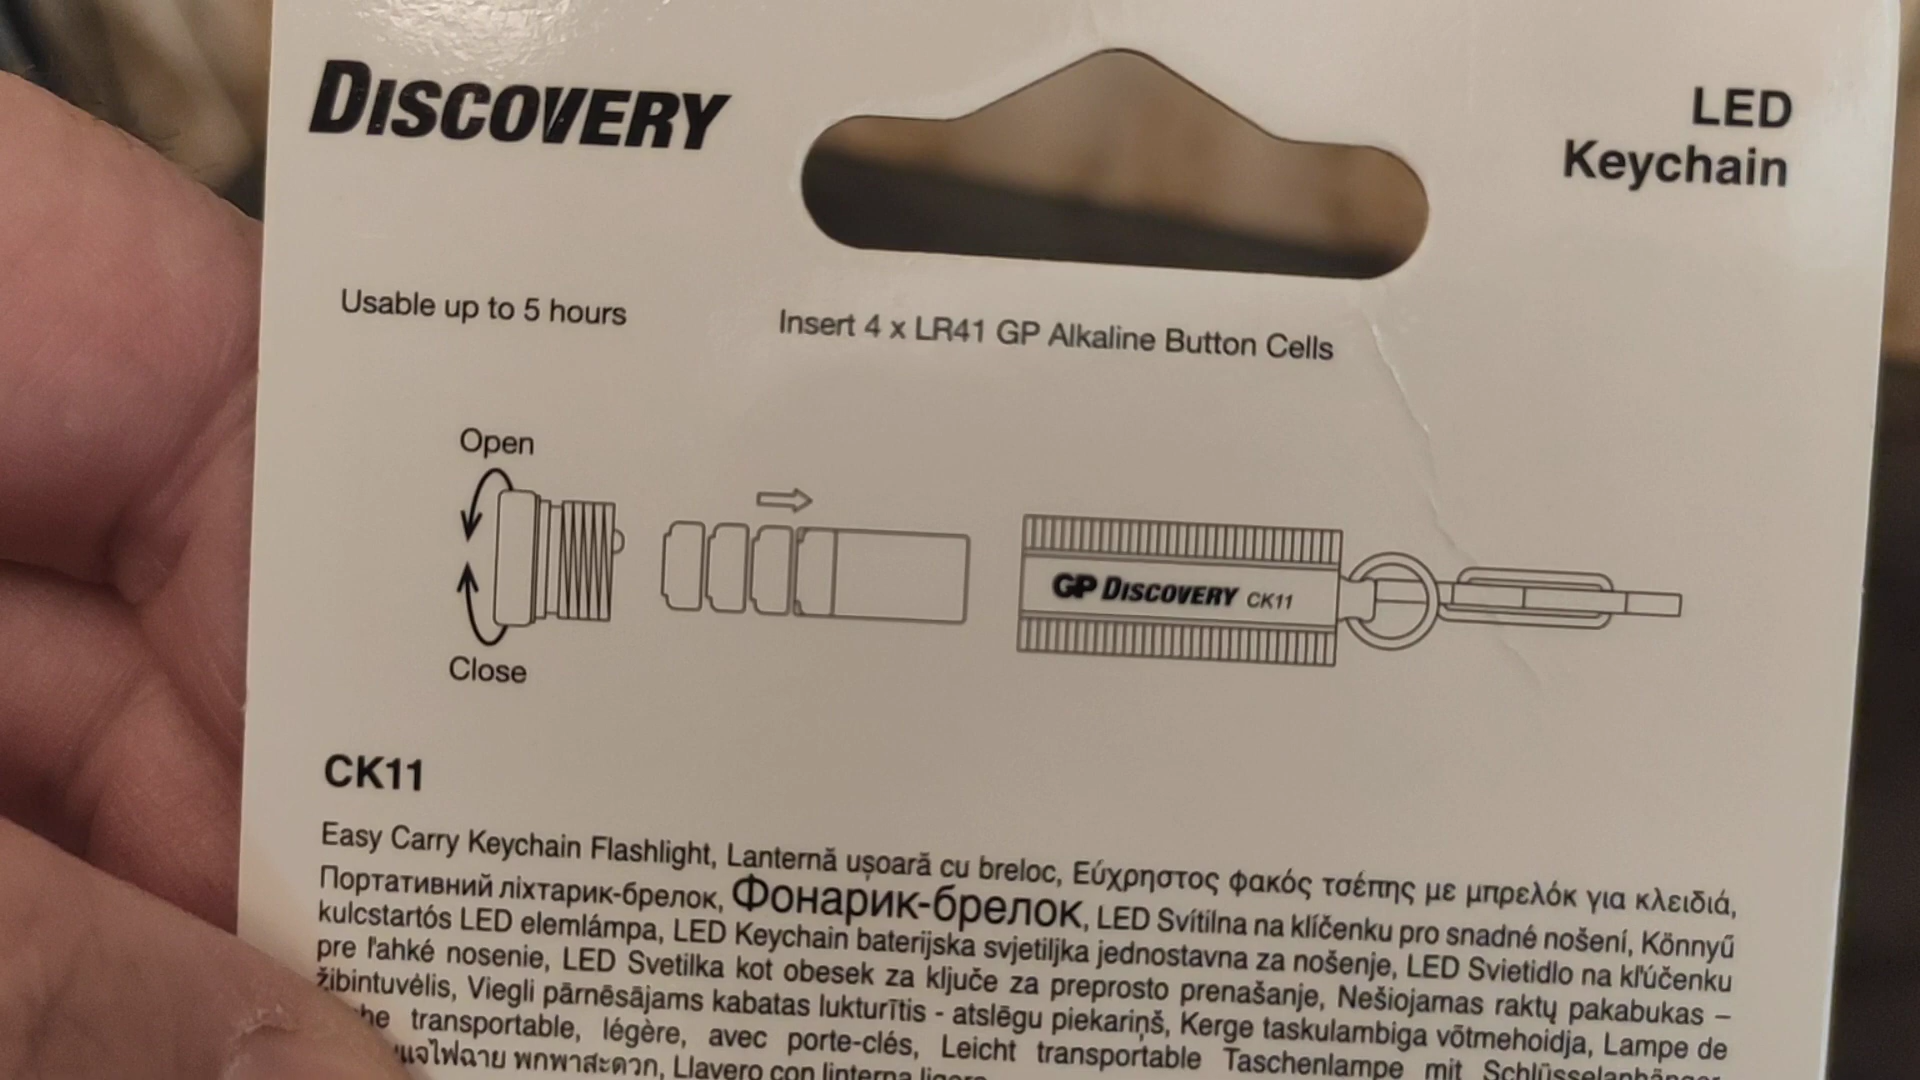 DISCOVERY
LED
Keychain
Usable up to 5 hours
Insert 4 x LR41 GP Alkaline Button Cells
Open
GP DISCOVERY CK11
Close
CK11
Easy Carry Keychain Flashlight, Lanternă ușoară cu breloc, Εύχρηστος φακός τσέπης με μπρελόκ για κλειδιά,
Портативний ліхтарик-брелок, Фонарик-брелок, LED Svítilna na klíčenku pro snadné nošení, Könnyű
kulcstartós LED elemlámpa, LED Keychain baterijska svjetiljka jednostavna za nošenje, LED Svietidlo na kľúčenku
pre ľahké nosenie, LED Svetilka kot obesek za ključe za preprosto prenašanje, Nešiojamas raktų pakabukas –
žibintuvėlis, Viegli pārnēsājams kabatas lukturītis - atslēgu piekariņš, Kerge taskulambiga võtmehoidja, Lampe de
transportable, légère, avec porte-clés, Leicht transportable Taschenlampe mit Schlüsselanhänger,
พกพาสะดวก, Llavero con linterna ligera